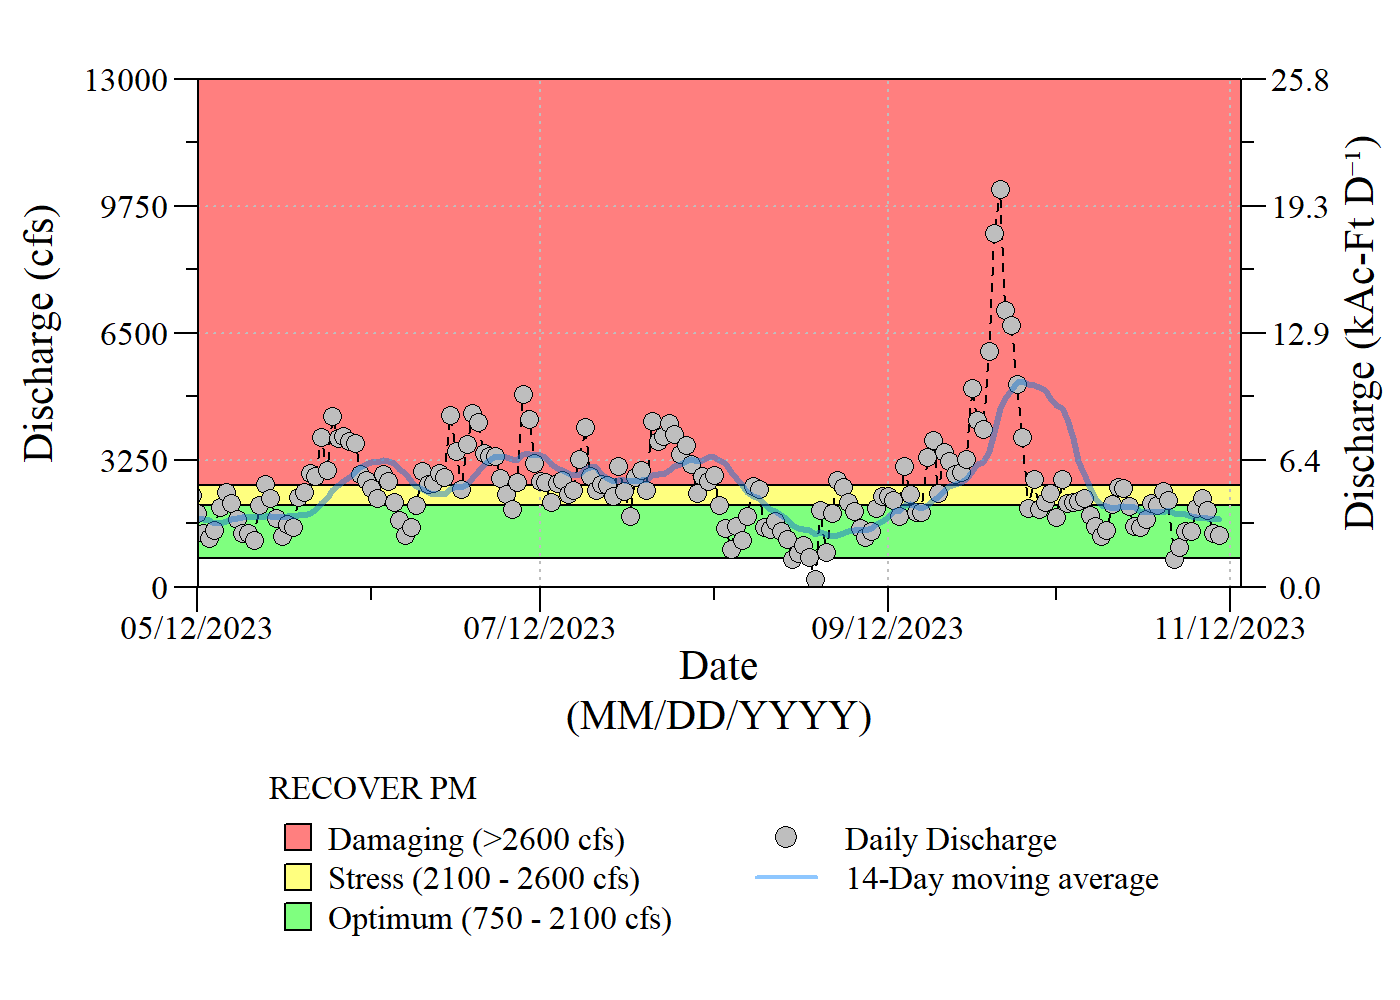 13000
9750
6500
3250
0
Discharge (cfs)
25.8
19.3
12.9
6.4
0.0
Discharge (kAc-Ft D⁻¹)
05/12/2023 07/12/2023 09/12/2023 11/12/2023
Date
(MM/DD/YYYY)
RECOVER PM
Damaging (>2600 cfs)
Stress (2100 - 2600 cfs)
Optimum (750 - 2100 cfs)
Daily Discharge
14-Day moving average